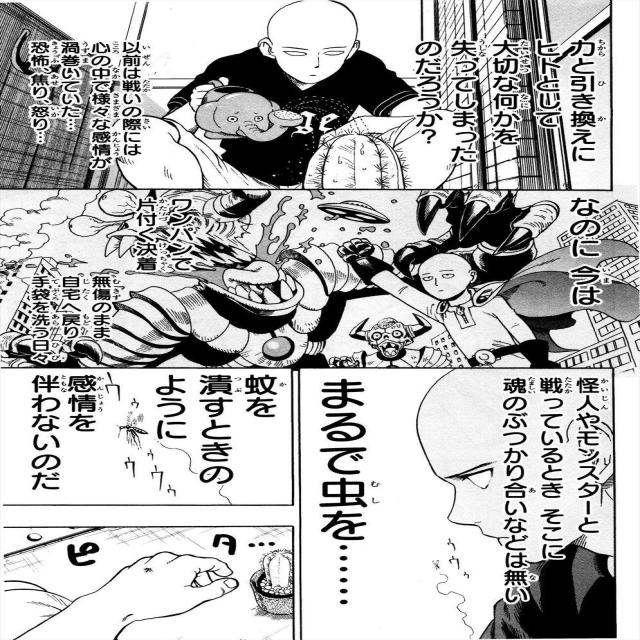 力と引き換えに
ヒトとして
大切な何かを
失ってしまった
のだろうか？
以前は戦いの際には
心の中で様々な感情が
渦巻いていた…
恐怖、焦り、怒り…
なのに 今は
ワンパンで
片付く決着
無傷のまま
自宅へ戻り
手袋を洗う日々
怪人やモンスターと
戦っているとき そこに
魂のぶつかり合いなどは無い
まるで虫を……
蚊を
潰すときの
ように
感情を
伴わないのだ
ウゥ
ウゥ
ピタ…